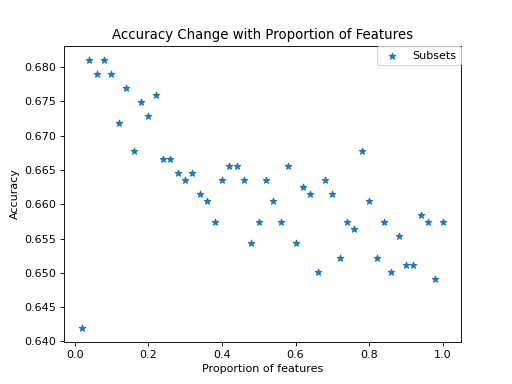 Accuracy Change with Proportion of Features
Subsets
0.680
0.675
0.670
0.665
0.660
0.655
0.650
0.645
0.640
Accuracy
0.0 0.2 0.4 0.6 0.8 1.0
Proportion of features